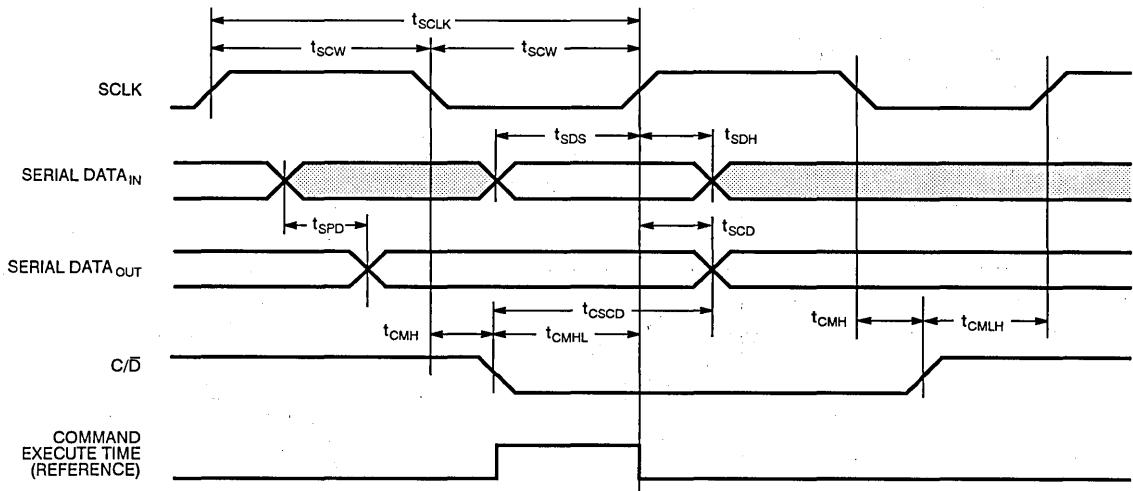 tSCLK
tSCW tSCW
SCLK
tSDS tSDH
SERIAL DATAIN
tSPD tSCD
SERIAL DATAOUT
tCSCD
tCMH tCMHL tCMH tCMLH
C/D̅
COMMAND
EXECUTE TIME
(REFERENCE)